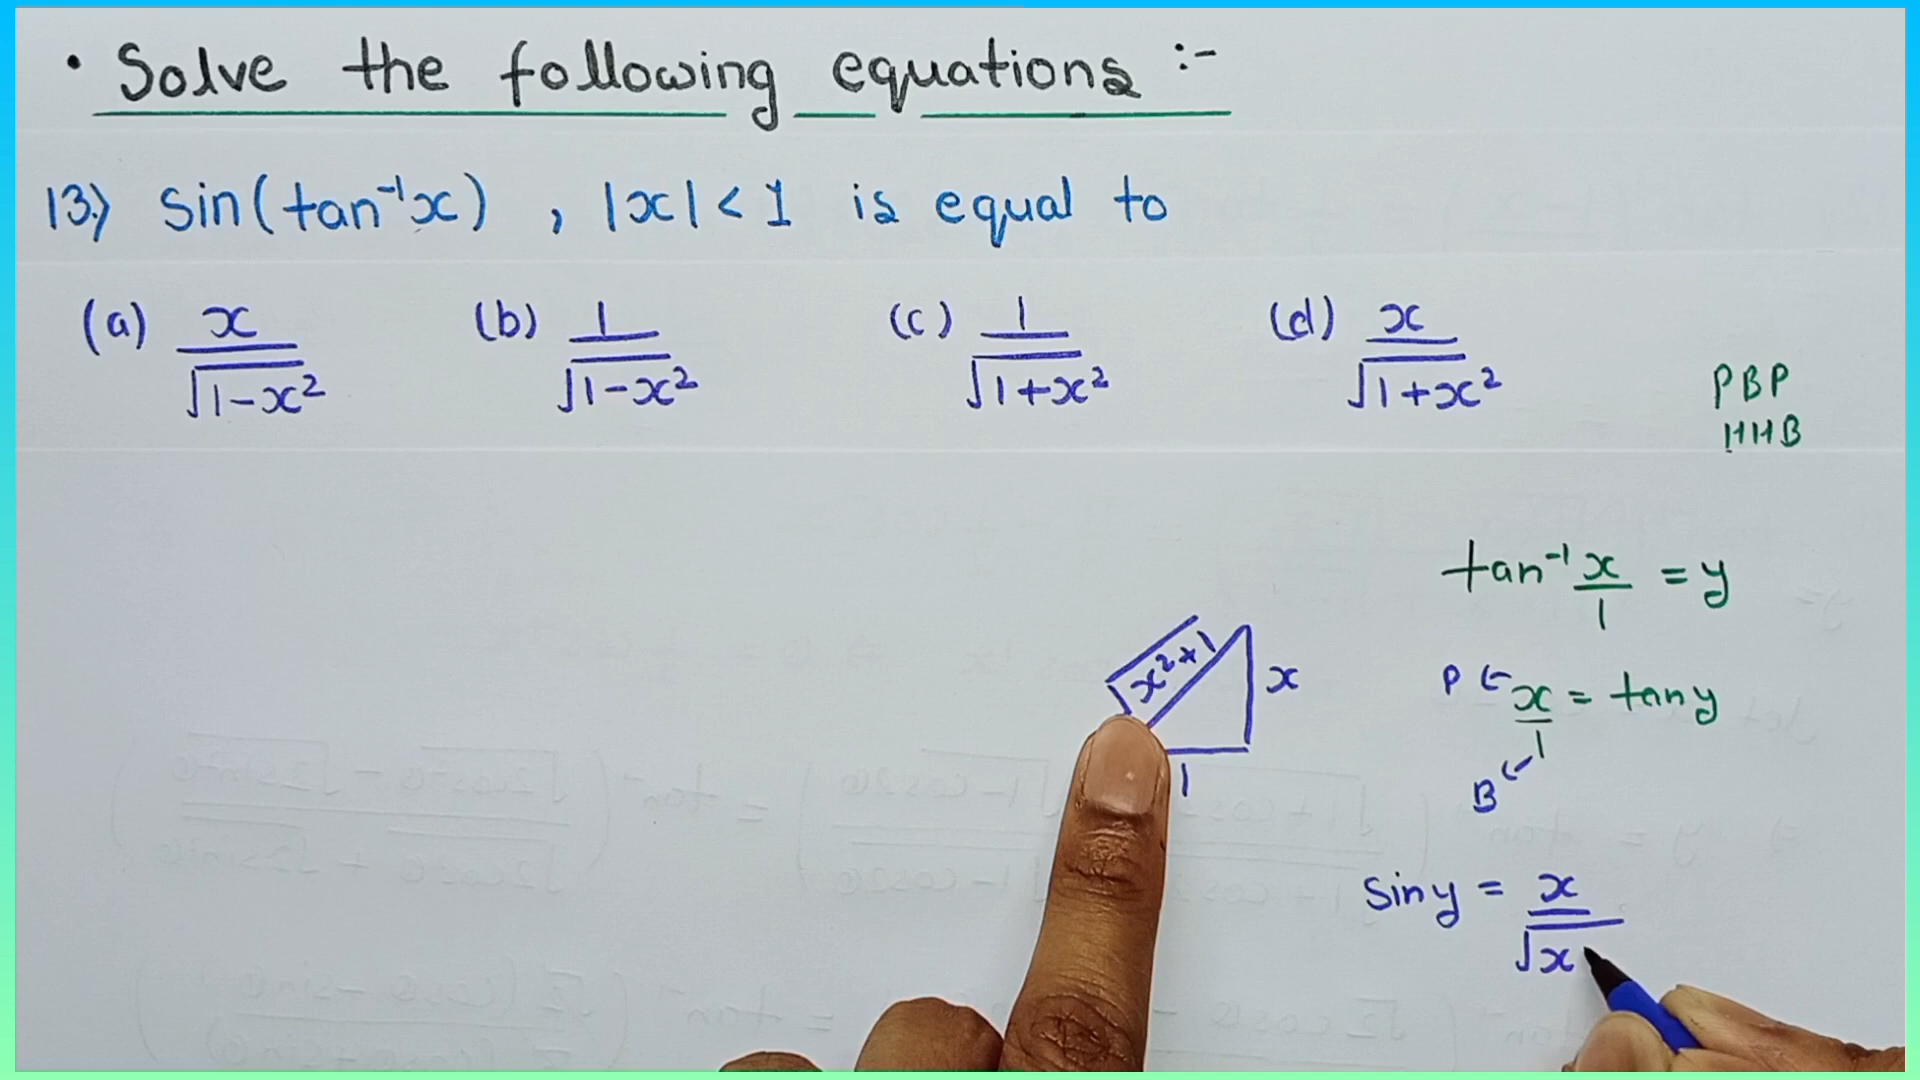 • Solve the following equations :-
13.) sin(tan⁻¹x) , |x| < 1 is equal to
(a) x/√1-x² (b) 1/√1-x² (c) 1/√1+x² (d) x/√1+x²
PBP
HHB
tan⁻¹ x/1 = y
√x²+1
x
1
P ← x/1 = tan y
B ←
sin y = x/√x